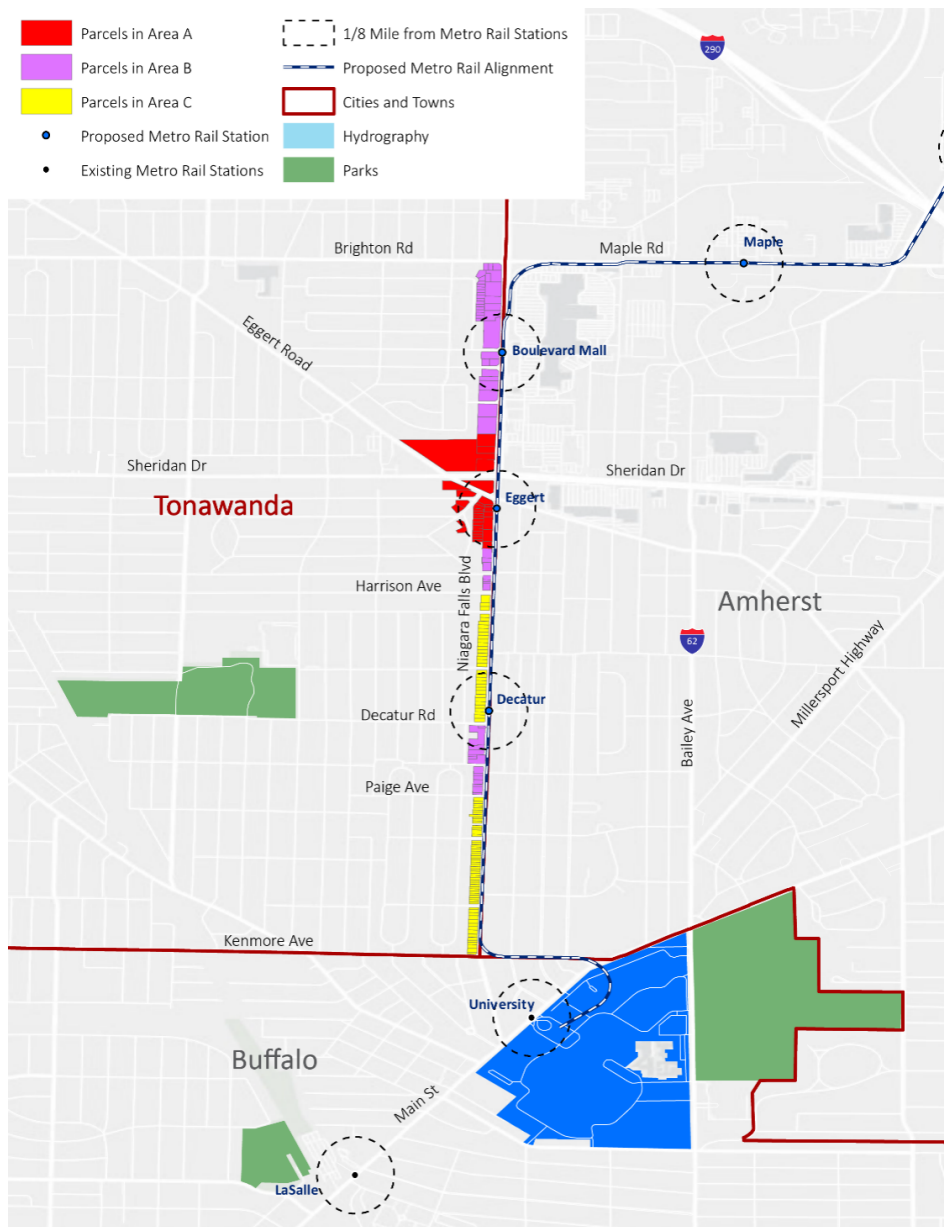 Parcels in Area A
Parcels in Area B
Parcels in Area C
Proposed Metro Rail Station
Existing Metro Rail Stations
1/8 Mile from Metro Rail Stations
Proposed Metro Rail Alignment
Cities and Towns
Hydrography
Parks
290
Brighton Rd
Maple Rd
Maple
Eggert Road
Boulevard Mall
Sheridan Dr
Sheridan Dr
Tonawanda
Eggert
Niagara Falls Blvd
Harrison Ave
Amherst
62
Millersport Highway
Decatur
Decatur Rd
Bailey Ave
Paige Ave
Kenmore Ave
University
Buffalo
Main St
LaSalle